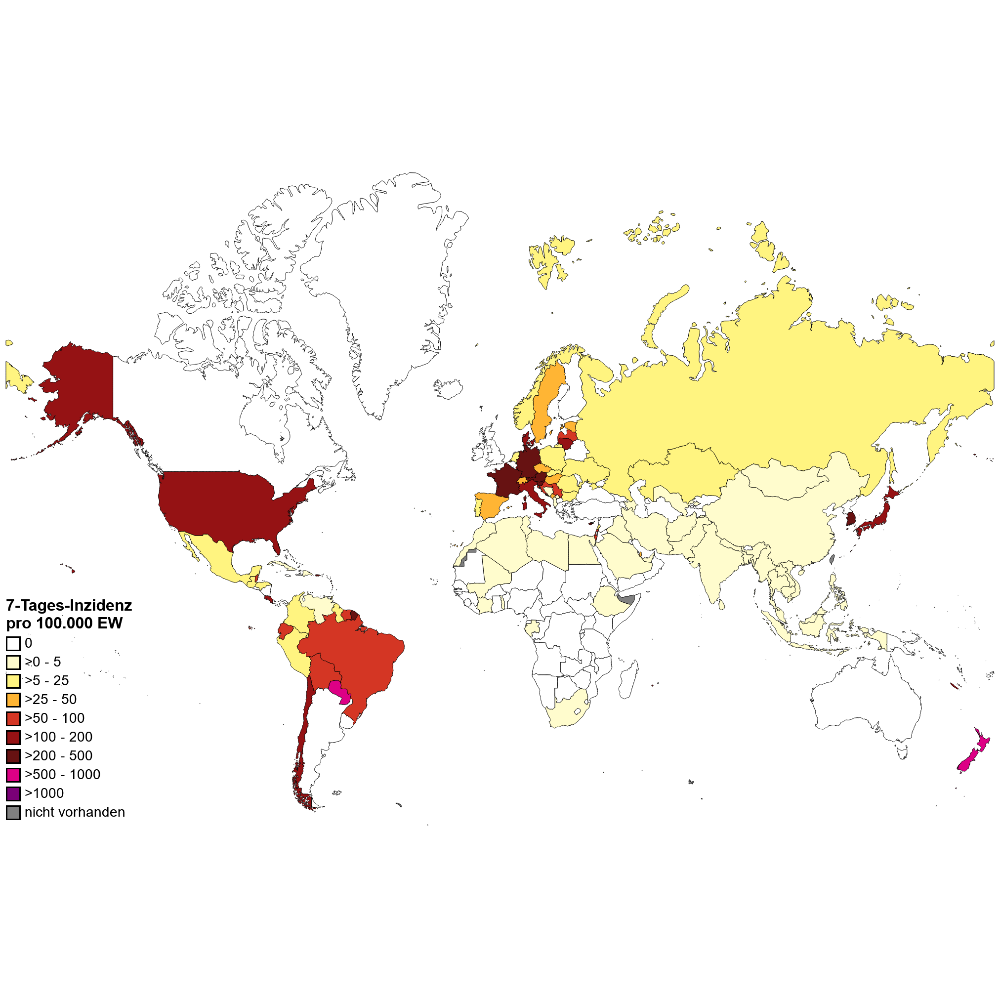 7-Tages-Inzidenz
pro 100.000 EW
0
>0 - 5
>5 - 25
>25 - 50
>50 - 100
>100 - 200
>200 - 500
>500 - 1000
>1000
nicht vorhanden